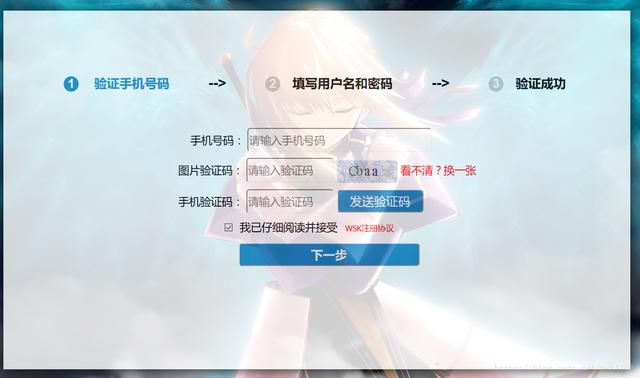 1 验证手机号码 --> 2 填写用户名和密码 --> 3 验证成功
手机号码： 请输入手机号码
图片验证码： 请输入验证码 Cbaa 看不清？换一张
手机验证码： 请输入验证码 发送验证码
我已仔细阅读并接受 WSK注册协议
下一步